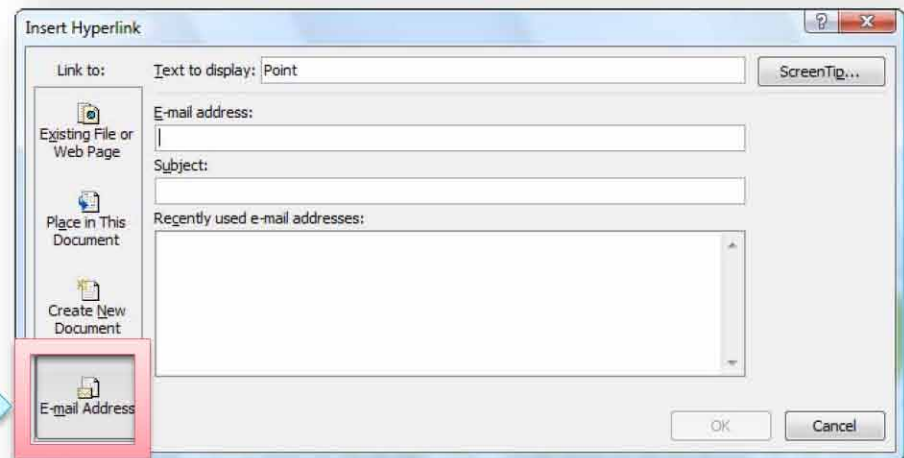 Insert Hyperlink
Link to:
Text to display: Point
ScreenTip...
Existing File or
Web Page
Place in This
Document
Create New
Document
E-mail Address
E-mail address:
Subject:
Recently used e-mail addresses:
OK
Cancel